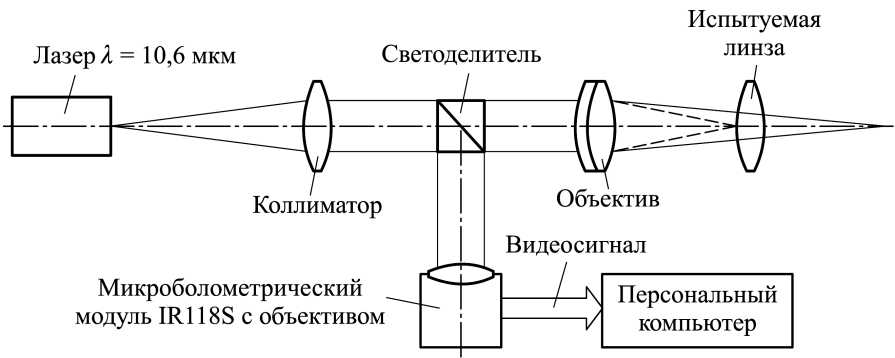 Лазер λ = 10,6 мкм
Светоделитель
Испытуемая
линза
Коллиматор
Объектив
Видеосигнал
Микроболометрический
модуль IR118S с объективом
Персональный
компьютер